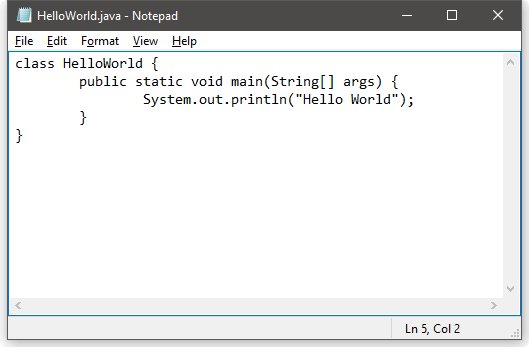 HelloWorld.java - Notepad
File Edit Format View Help
class HelloWorld {
        public static void main(String[] args) {
                System.out.println("Hello World");
        }
}
Ln 5, Col 2